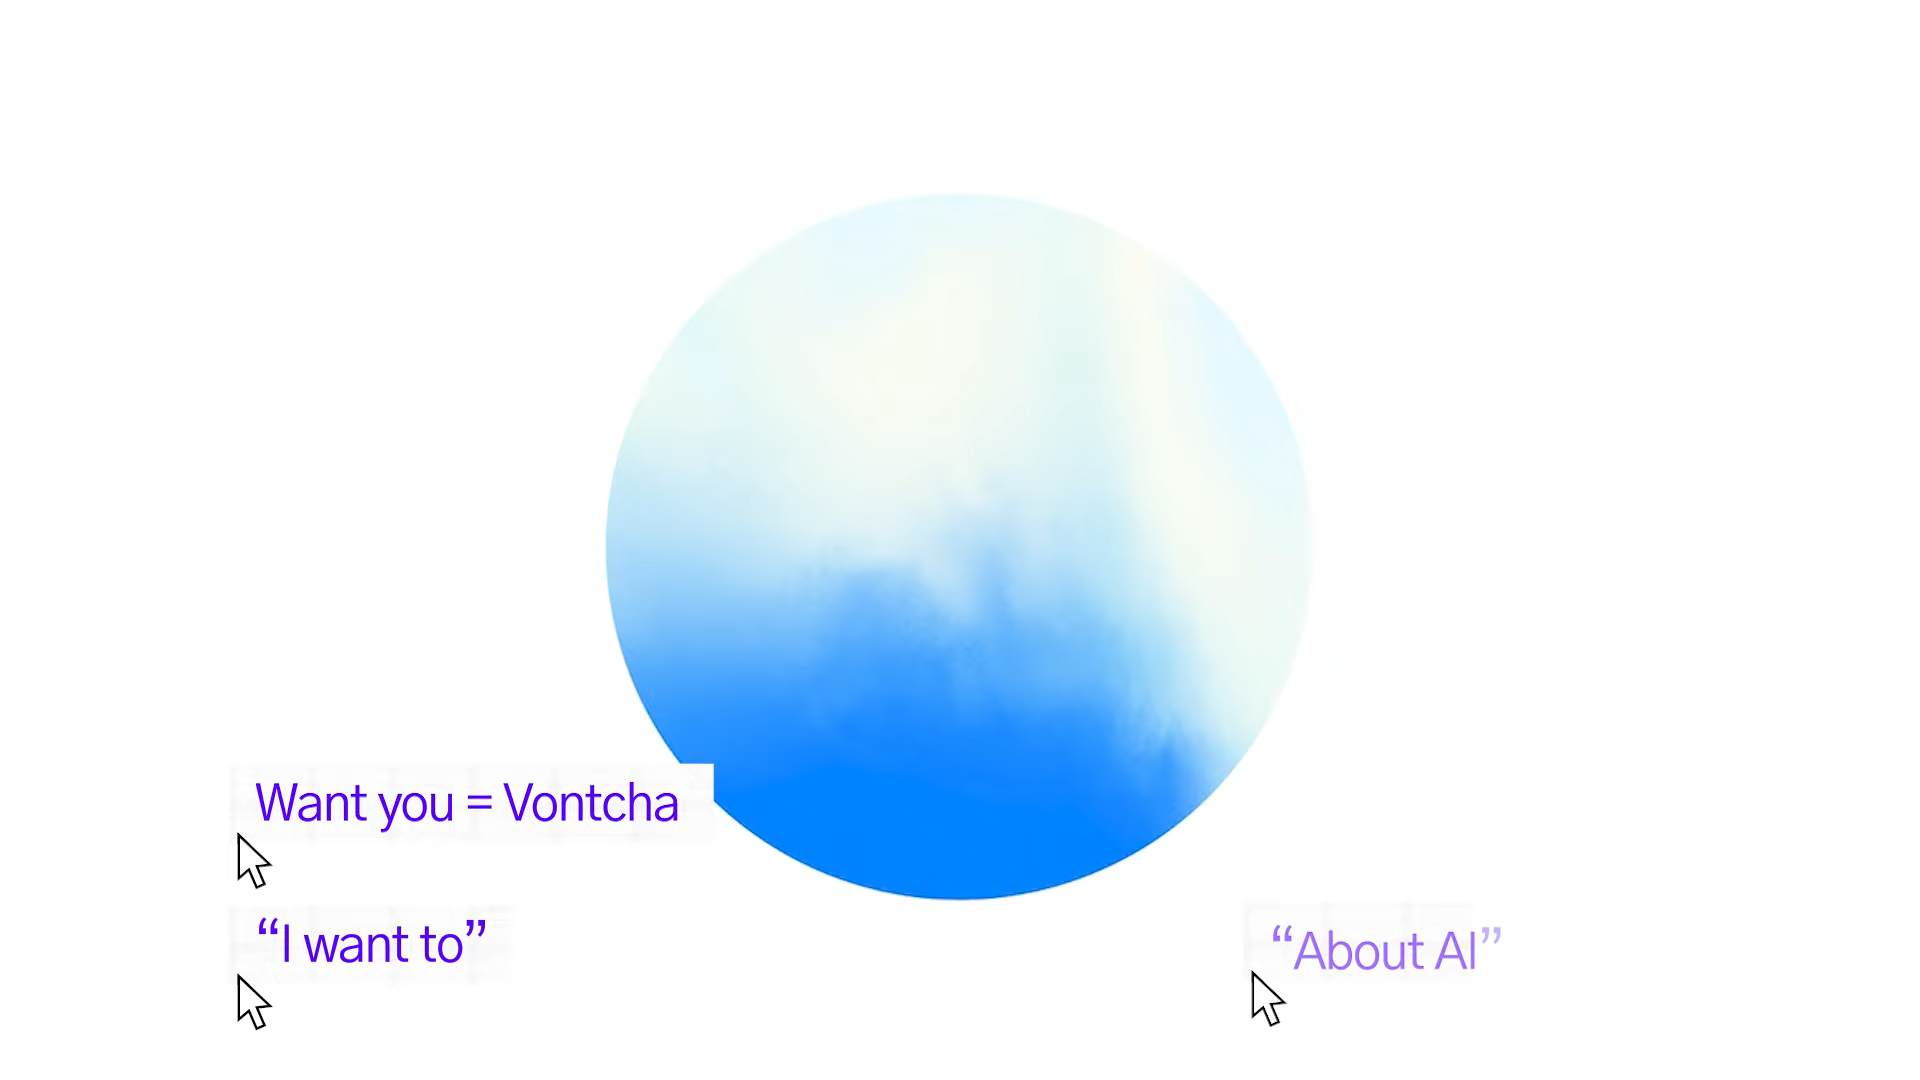 Want you = Vontcha
“I want to”
“About AI”